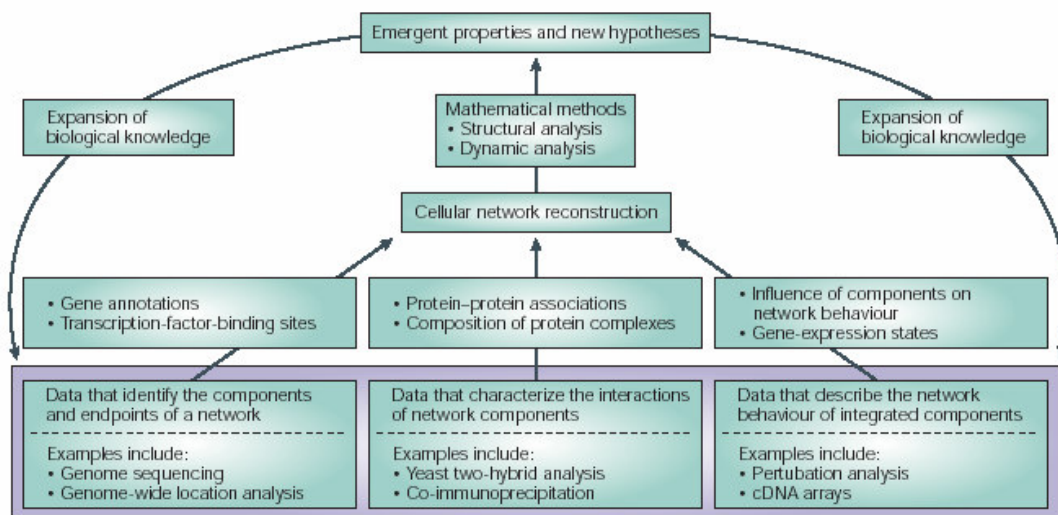 Emergent properties and new hypotheses
Expansion of
biological knowledge
Mathematical methods
• Structural analysis
• Dynamic analysis
Expansion of
biological knowledge
Cellular network reconstruction
• Gene annotations
• Transcription-factor-binding sites
• Protein–protein associations
• Composition of protein complexes
• Influence of components on
network behaviour
• Gene-expression states
Data that identify the components
and endpoints of a network
Examples include:
• Genome sequencing
• Genome-wide location analysis
Data that characterize the interactions
of network components
Examples include:
• Yeast two-hybrid analysis
• Co-immunoprecipitation
Data that describe the network
behaviour of integrated components
Examples include:
• Pertubation analysis
• cDNA arrays